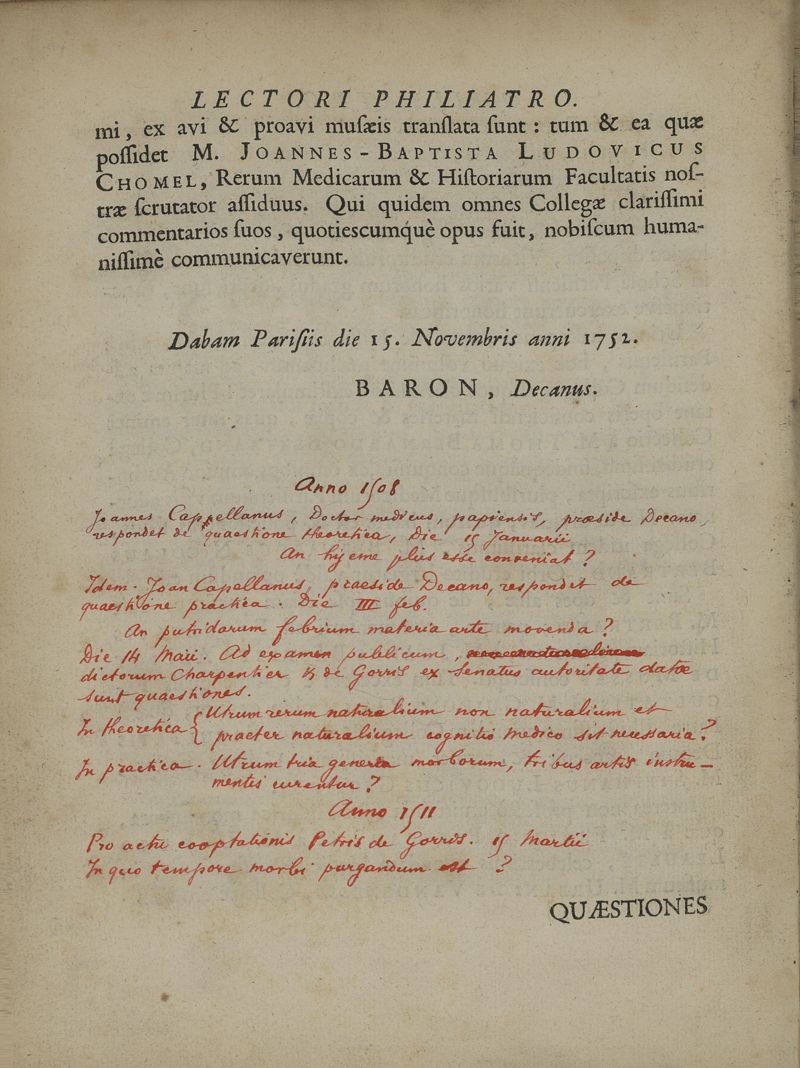 LECTORI PHILIATRO.
mi, ex avi & proavi musæis translata sunt : tum & ea quæ
possidet M. JOANNES-BAPTISTA LUDOVICUS
CHOMEL, Rerum Medicarum & Historiarum Facultatis nos-
træ scrutator assiduus. Qui quidem omnes Collegæ clarissimi
commentarios suos, quotiescumquè opus fuit, nobiscum huma-
nissimè communicaverunt.
Dabam Parisiis die 15. Novembris anni 1752.
BARON, Decanus.
Anno 1508
Joannes Cappellanus, Doctor medicus, papiensis, præside Decano,
respondet de quaestione theoretica, Die 15 Januarii
An hyeme plus esse conveniat ?
Idem. Joan Capellanus, praeside Decano, respondet de
quaestione practica. Die III feb.
An putridarum febrium materia arte movenda ?
Die 14 Maii. Ad examen publicum,
dictorum Charpentier & de Gorris ex Senatus autoritate datæ
sunt quaestiones.
In theoretica { Utrum rerum naturalium non naturalium et
praeter naturalium cognitio medico sit necessaria ?
In practica. Utrum tria genera morborum, tribus artis instru-
mentis curentur ?
Anno 1511
Pro actu cooptationis Petris de Gorris. 15 Martii
In quo tempore morbi purgandum est ?
QUÆSTIONES